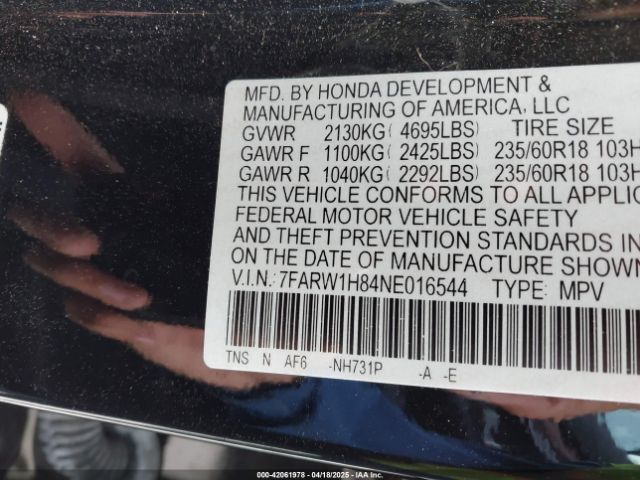 MFD. BY HONDA DEVELOPMENT &
MANUFACTURING OF AMERICA, LLC
GVWR 2130KG( 4695LBS) TIRE SIZE
GAWR F 1100KG( 2425LBS) 235/60R18 103H
GAWR R 1040KG( 2292LBS) 235/60R18 103H
THIS VEHICLE CONFORMS TO ALL APPLIC
FEDERAL MOTOR VEHICLE SAFETY
AND THEFT PREVENTION STANDARDS IN
ON THE DATE OF MANUFACTURE SHOWN
V.I.N.: 7FARW1H84NE016544 TYPE: MPV
TNS N AF6 -NH731P -A -E
000-42061978 - 04/18/2025 - IAAI.COM